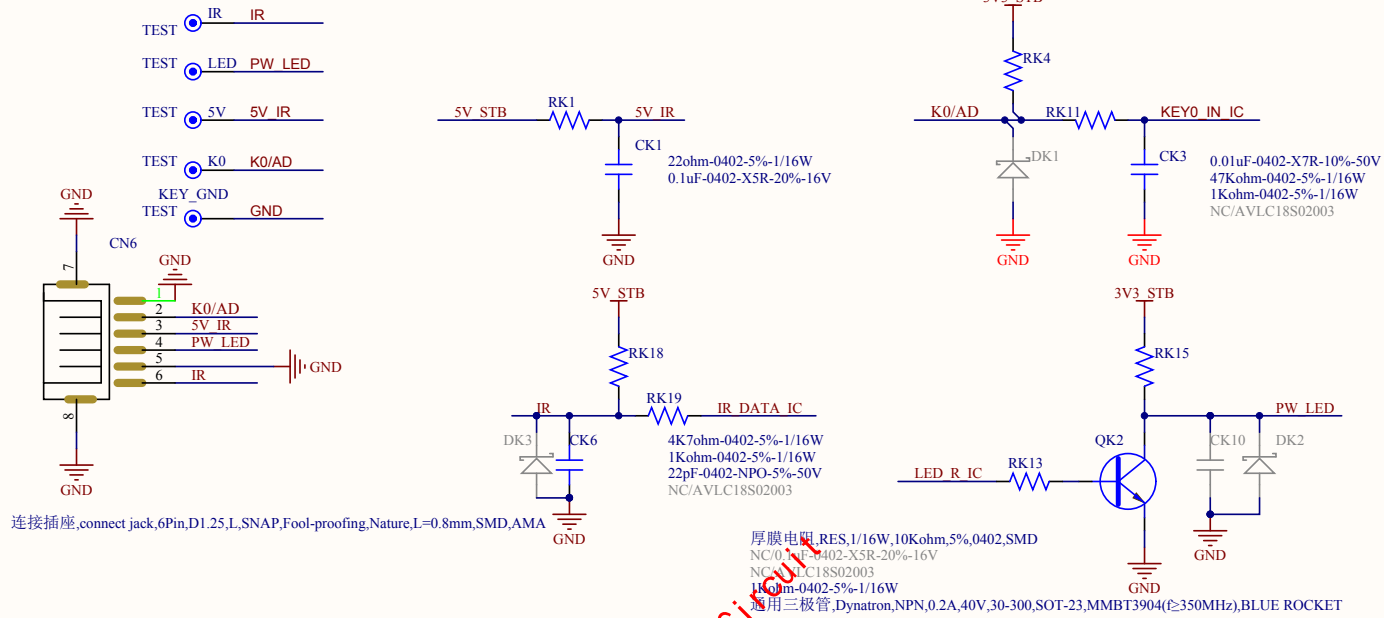 TEST IR IR
TEST LED PW_LED
TEST 5V 5V_IR
TEST K0 K0/AD
KEY_GND
TEST GND
GND
CN6
7
GND
1
2 K0/AD
3 5V_IR
4 PW_LED
5 GND
6 IR
8
GND
连接插座,connect jack,6Pin,D1.25,L,SNAP,Fool-proofing,Nature,L=0.8mm,SMD,AMA
5V_STB RK1 5V_IR
CK1
22ohm-0402-5%-1/16W
0.1uF-0402-X5R-20%-16V
GND
3V3_STB
RK4
K0/AD RK11 KEY0_IN_IC
DK1 CK3
0.01uF-0402-X7R-10%-50V
47Kohm-0402-5%-1/16W
1Kohm-0402-5%-1/16W
NC/AVLC18S02003
GND GND
5V_STB
RK18
IR RK19 IR_DATA_IC
DK3 CK6
4K7ohm-0402-5%-1/16W
1Kohm-0402-5%-1/16W
22pF-0402-NPO-5%-50V
NC/AVLC18S02003
GND
3V3_STB
RK15
PW_LED
QK2 CK10 DK2
LED_R_IC RK13
GND
GND
厚膜电阻,RES,1/16W,10Kohm,5%,0402,SMD
NC/0.1uF-0402-X5R-20%-16V
NC/AVLC18S02003
1Kohm-0402-5%-1/16W
通用三极管,Dynatron,NPN,0.2A,40V,30-300,SOT-23,MMBT3904(f≥350MHz),BLUE ROCKET
sircuit